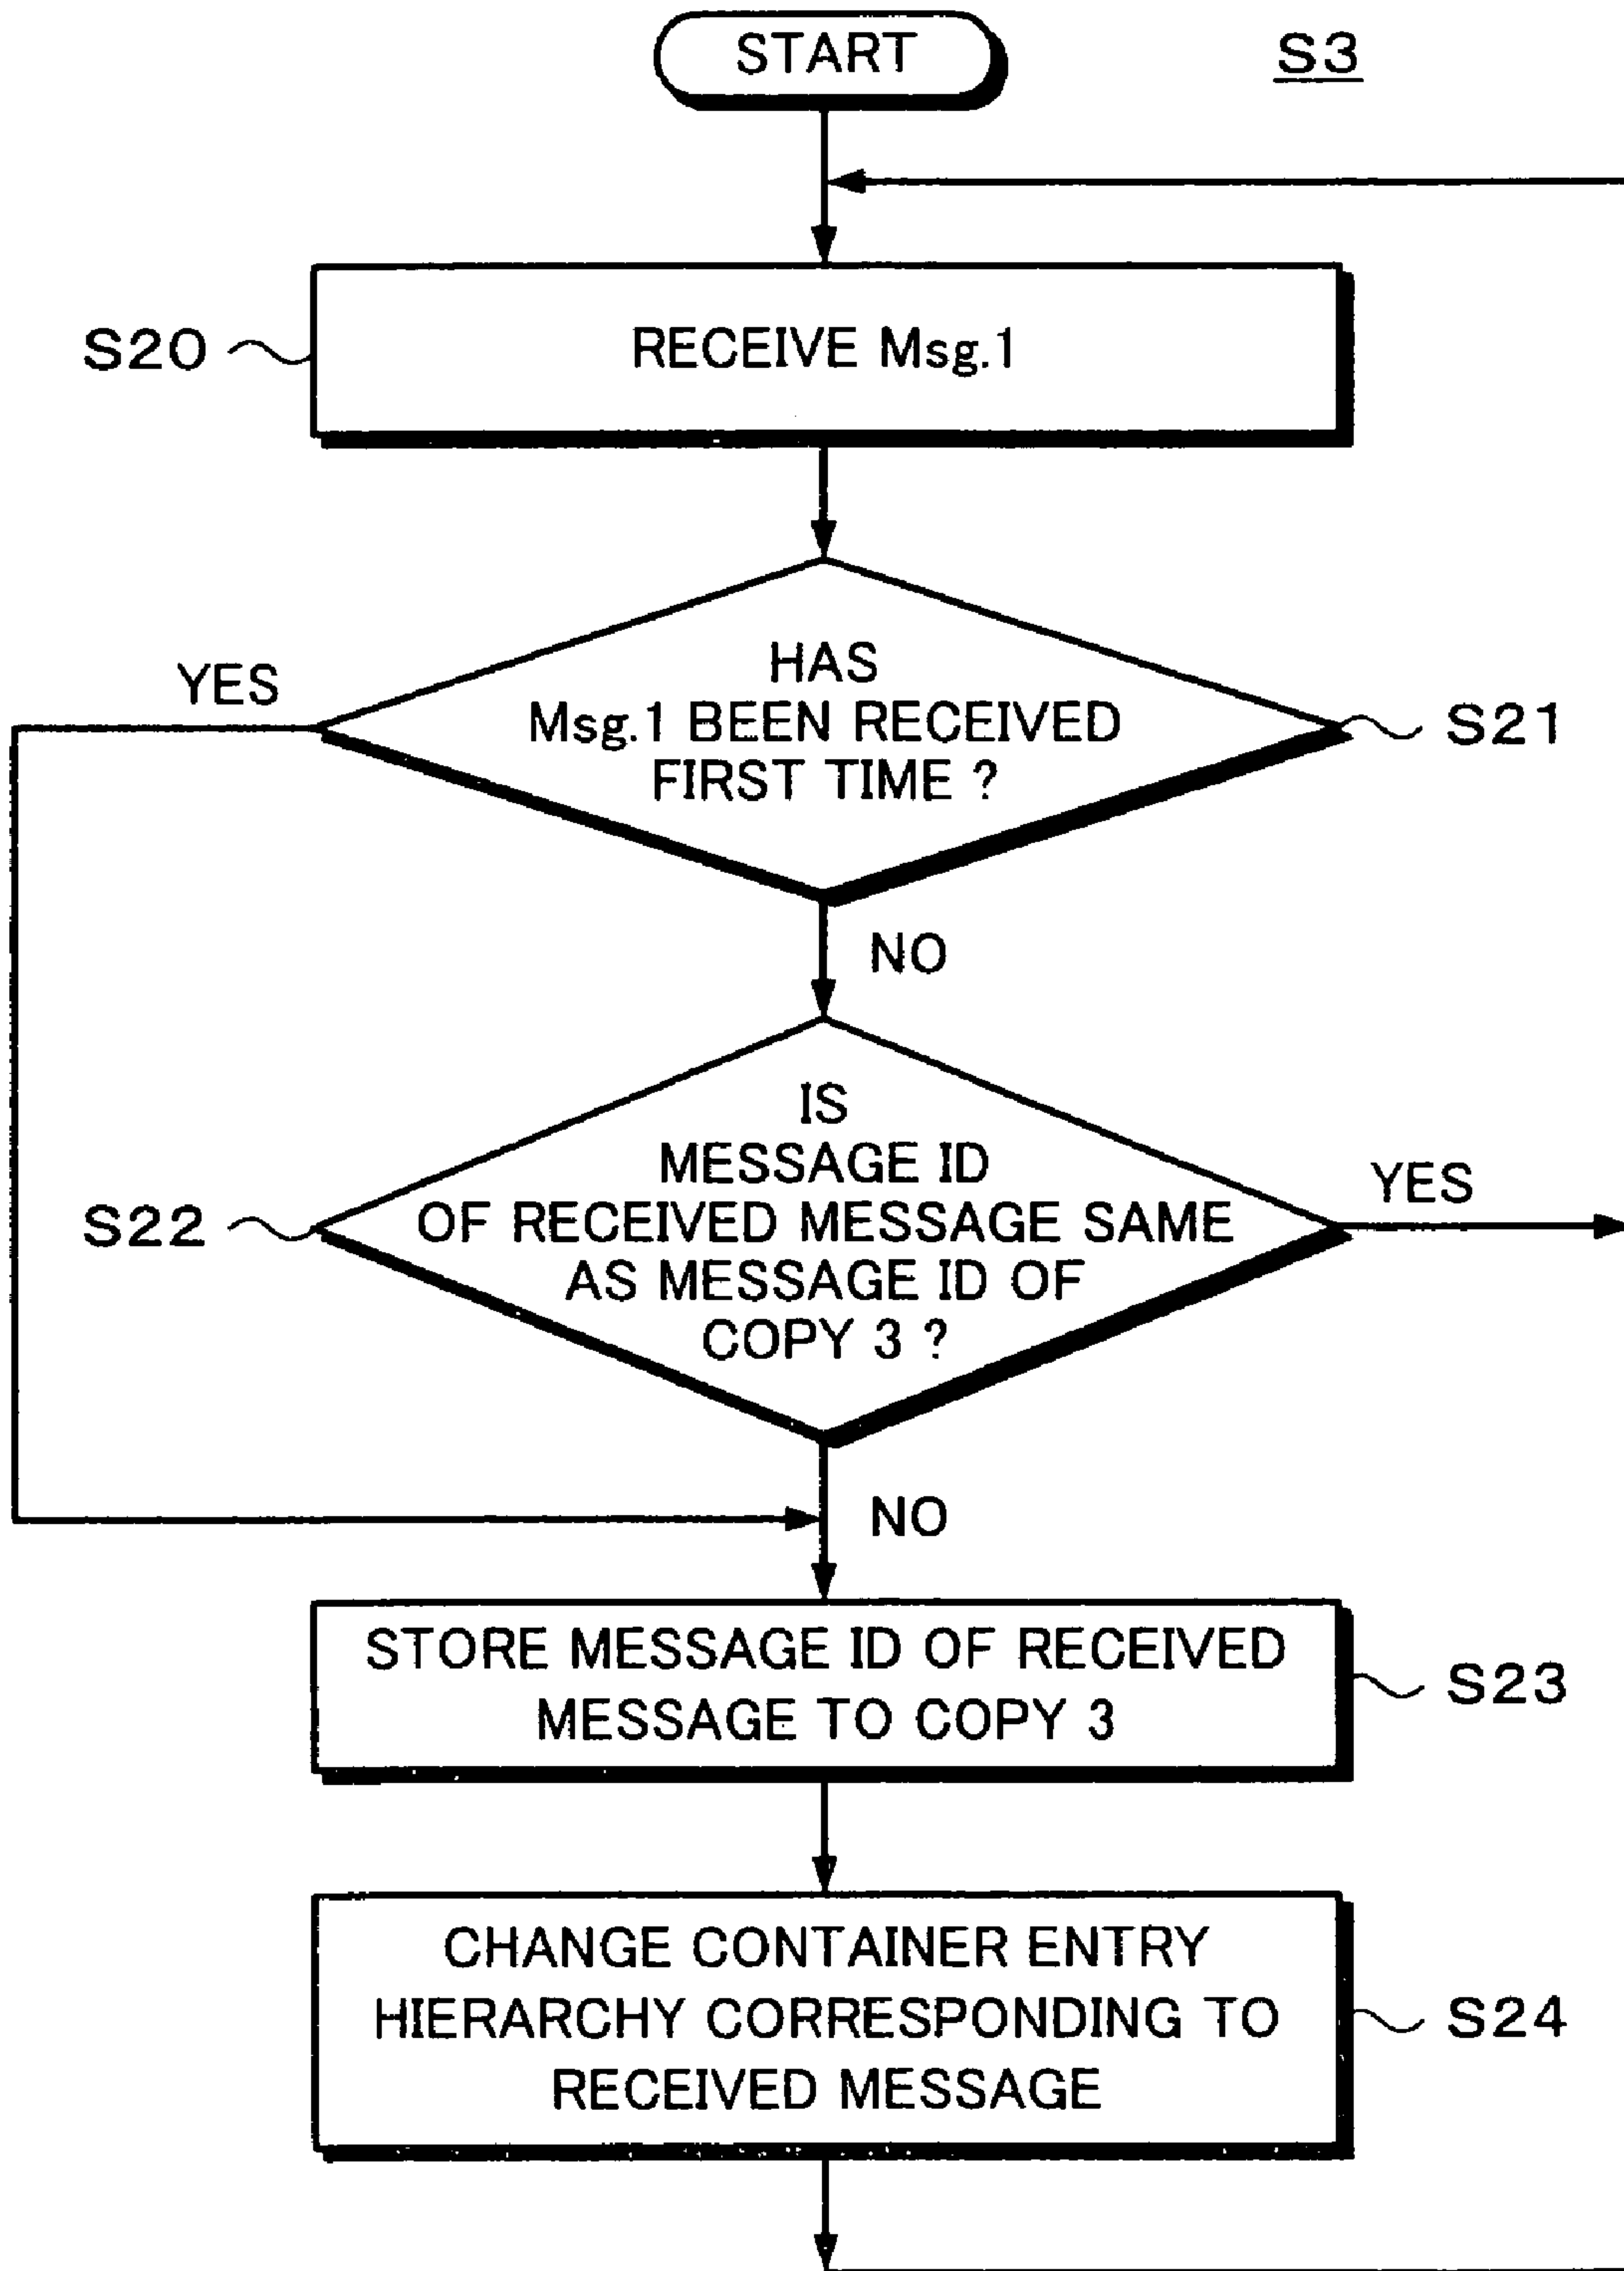 START
S3
S20
RECEIVE Msg.1
YES
HAS
Msg.1 BEEN RECEIVED
FIRST TIME ?
S21
NO
IS
MESSAGE ID
OF RECEIVED MESSAGE SAME
AS MESSAGE ID OF
COPY 3 ?
S22
YES
NO
STORE MESSAGE ID OF RECEIVED
MESSAGE TO COPY 3
S23
CHANGE CONTAINER ENTRY
HIERARCHY CORRESPONDING TO
RECEIVED MESSAGE
S24